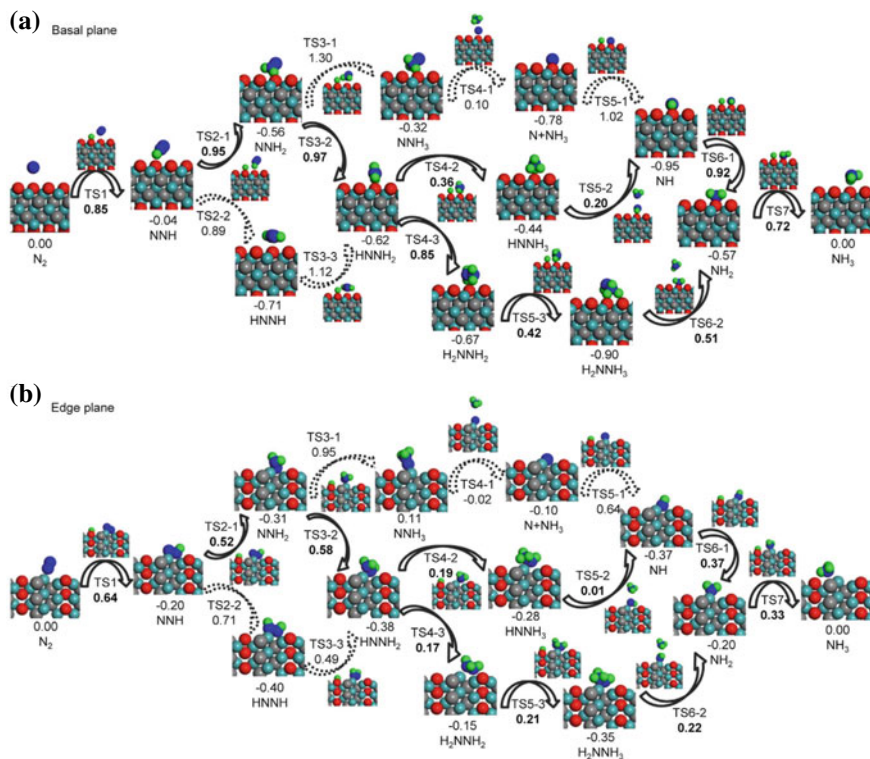 (a) Basal plane
TS3-1
1.30
TS4-1
0.10
TS5-1
1.02
TS2-1
0.95
-0.56
NNH₂
-0.32
NNH₃
-0.78
N+NH₃
TS3-2
0.97
TS4-2
0.36
TS5-2
0.20
-0.95
NH
TS6-1
0.92
TS1
0.85
-0.04
NNH
TS2-2
0.89
0.00
N₂
TS3-3
1.12
-0.62
HNNH₂
TS4-3
0.85
-0.44
HNNH₃
-0.57
NH₂
TS7
0.72
0.00
NH₃
-0.71
HNNH
-0.67
H₂NNH₂
TS5-3
0.42
-0.90
H₂NNH₃
TS6-2
0.51
(b) Edge plane
TS3-1
0.95
TS4-1
-0.02
TS5-1
0.64
TS2-1
0.52
-0.31
NNH₂
0.11
NNH₃
-0.10
N+NH₃
TS3-2
0.58
TS4-2
0.19
TS5-2
0.01
-0.37
NH
TS6-1
0.37
TS1
0.64
-0.20
NNH
TS2-2
0.71
0.00
N₂
TS3-3
0.49
-0.38
HNNH₂
TS4-3
0.17
-0.28
HNNH₃
-0.20
NH₂
TS7
0.33
0.00
NH₃
-0.40
HNNH
-0.15
H₂NNH₂
TS5-3
0.21
-0.35
H₂NNH₃
TS6-2
0.22